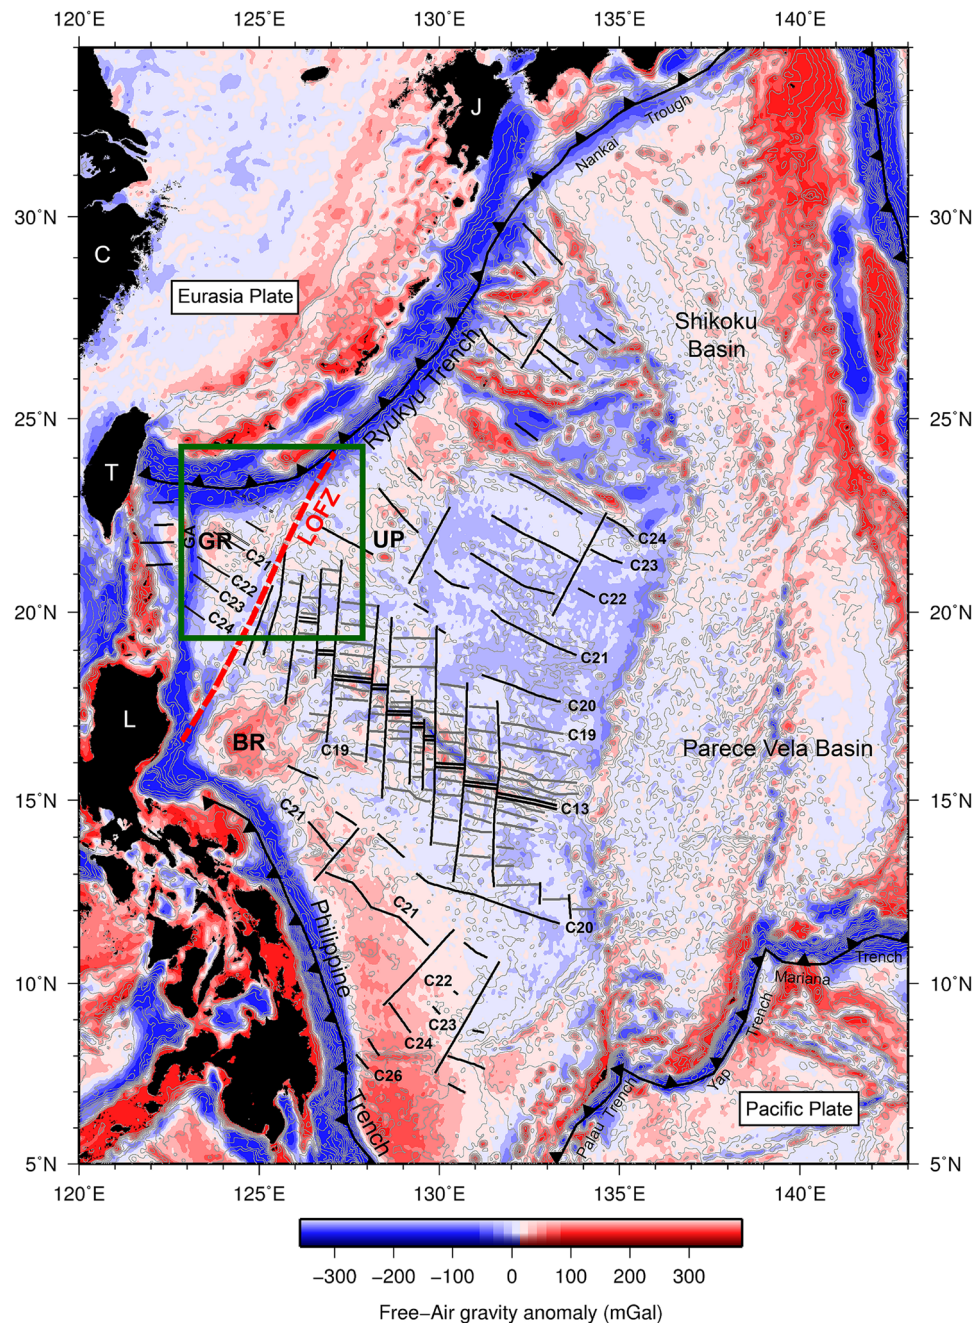 120˚E 125˚E 130˚E 135˚E 140˚E
J
Nankai Trough
30˚N 30˚N
C
Eurasia Plate
Shikoku
Basin
Ryukyu Trench
25˚N 25˚N
T
LOFZ
GA
GR
UP
C21
C22
C23
C24
C24
C23
C22
C21
C20
C19
20˚N 20˚N
L
BR
C19
Parece Vela Basin
C13
15˚N 15˚N
C21
C21
C20
Philippine
Trench
C22
C23
C24
C26
10˚N 10˚N
Mariana
Trench
Yap
Trench
Palau Trench
Pacific Plate
5˚N 5˚N
120˚E 125˚E 130˚E 135˚E 140˚E
−300 −200 −100 0 100 200 300
Free−Air gravity anomaly (mGal)